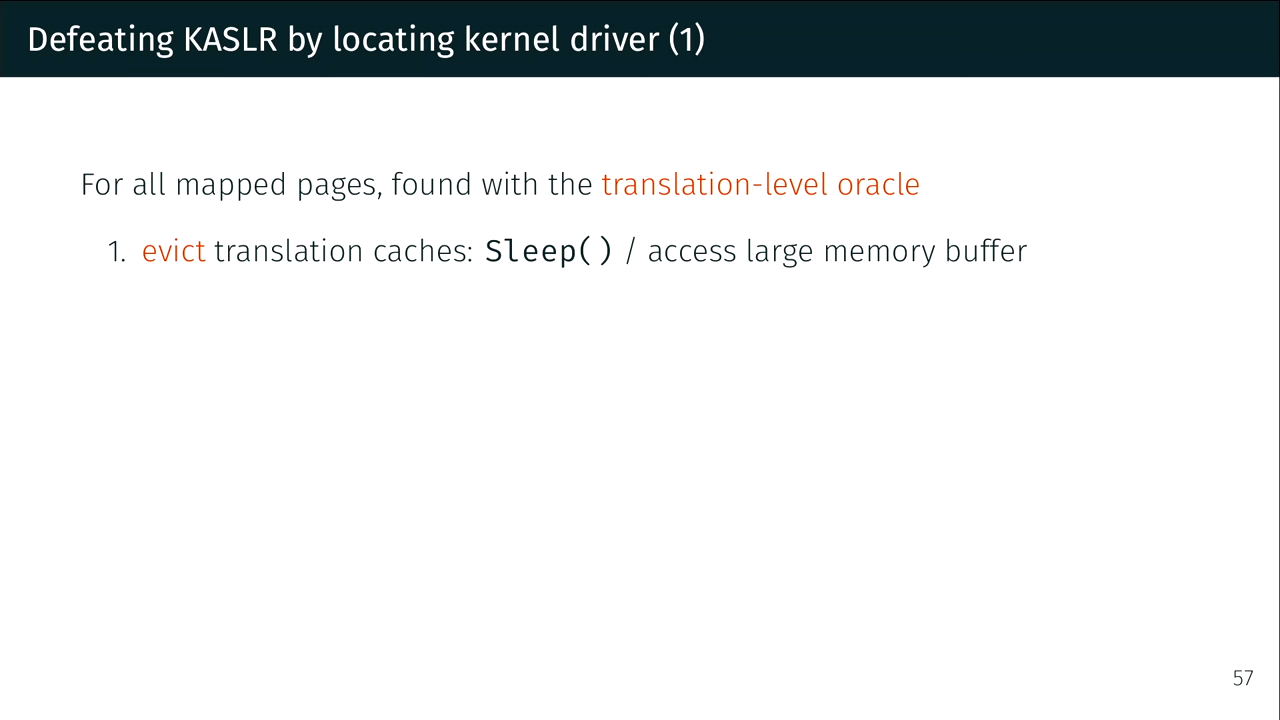 Defeating KASLR by locating kernel driver (1)
For all mapped pages, found with the translation-level oracle
1. evict translation caches: Sleep() / access large memory buffer
57